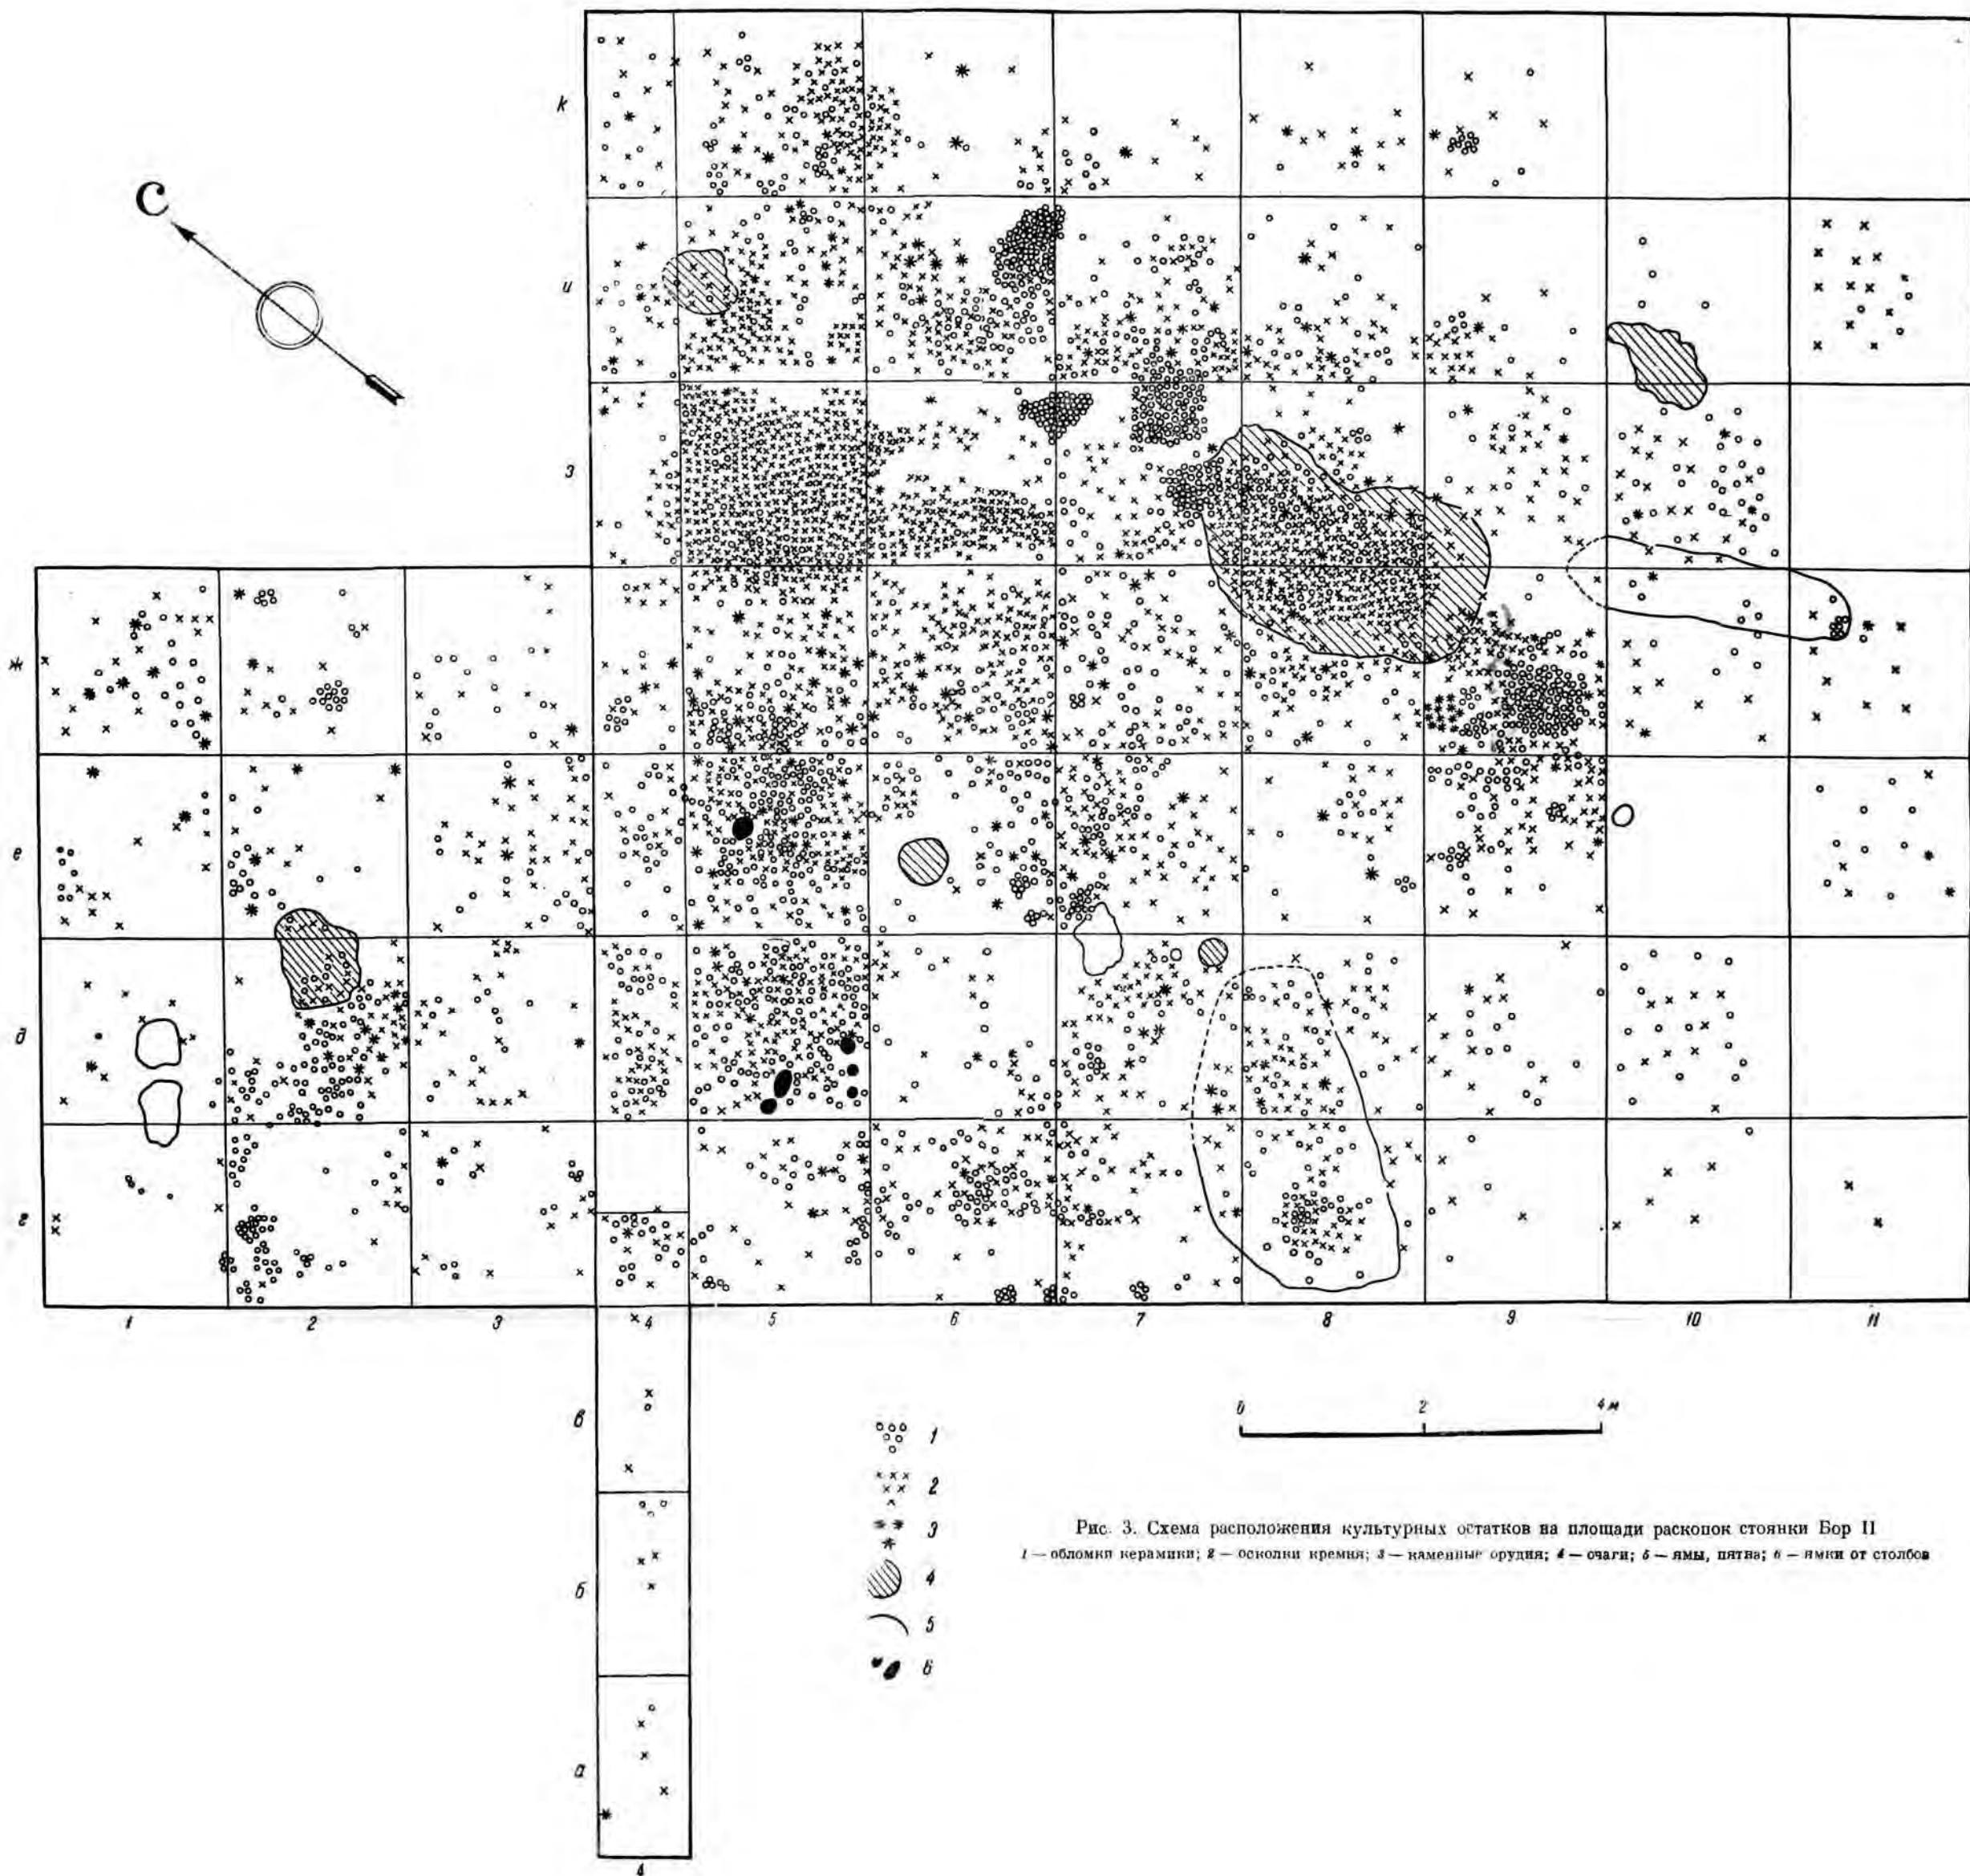 С
к
и
з
ж
е
д
г
1 2 3 4 5 6 7 8 9 10 11
в
б
а
4
0 2 4 м
1
2
3
4
5
6
Рис. 3. Схема расположения культурных остатков на площади раскопок стоянки Бор II
1 — обломки керамики; 2 — осколки кремня; 3 — каменные орудия; 4 — очаги; 5 — ямы, пятна; 6 — ямки от столбов